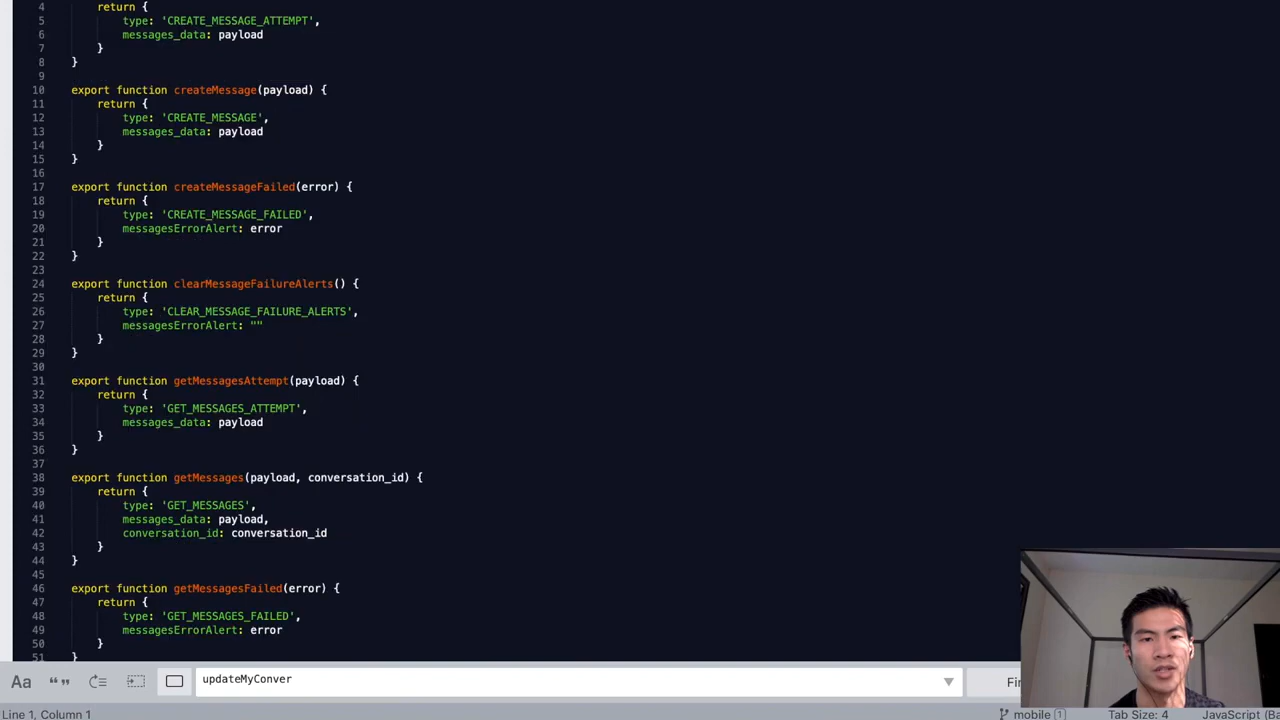 4 return {
5 type: 'CREATE_MESSAGE_ATTEMPT',
6 messages_data: payload
7 }
8 }
9
10 export function createMessage(payload) {
11 return {
12 type: 'CREATE_MESSAGE',
13 messages_data: payload
14 }
15 }
16
17 export function createMessageFailed(error) {
18 return {
19 type: 'CREATE_MESSAGE_FAILED',
20 messagesErrorAlert: error
21 }
22 }
23
24 export function clearMessageFailureAlerts() {
25 return {
26 type: 'CLEAR_MESSAGE_FAILURE_ALERTS',
27 messagesErrorAlert: ""
28 }
29 }
30
31 export function getMessagesAttempt(payload) {
32 return {
33 type: 'GET_MESSAGES_ATTEMPT',
34 messages_data: payload
35 }
36 }
37
38 export function getMessages(payload, conversation_id) {
39 return {
40 type: 'GET_MESSAGES',
41 messages_data: payload,
42 conversation_id: conversation_id
43 }
44 }
45
46 export function getMessagesFailed(error) {
47 return {
48 type: 'GET_MESSAGES_FAILED',
49 messagesErrorAlert: error
50 }
51 }
Aa “ ” updateMyConver
Line 1, Column 1 mobile 1 Tab Size: 4 JavaScript